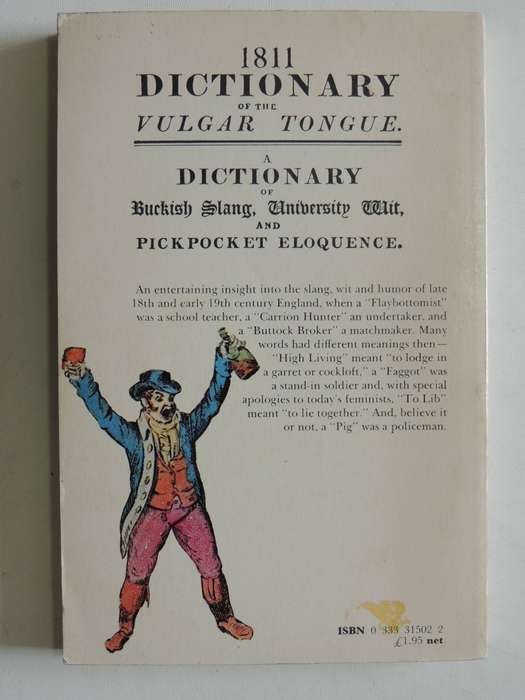 1811
DICTIONARY
OF THE
VULGAR TONGUE.
A
DICTIONARY
OF
Buckish Slang, University Wit,
AND
PICKPOCKET ELOQUENCE.
An entertaining insight into the slang, wit and humor of late
18th and early 19th century England, when a "Flaybottomist"
was a school teacher, a "Carrion Hunter" an undertaker, and
a "Buttock Broker" a matchmaker. Many
words had different meanings then—
"High Living" meant "to lodge in
a garret or cockloft," a "Faggot" was
a stand-in soldier and, with special
apologies to today's feminists, "To Lib"
meant "to lie together." And, believe it
or not, a "Pig" was a policeman.
ISBN 0 333 31502 2
£1.95 net